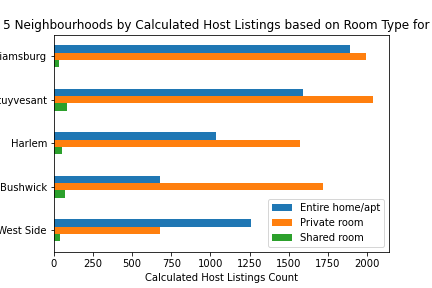 5 Neighbourhoods by Calculated Host Listings based on Room Type for
iamsburg
tuyvesant
Harlem
Bushwick
West Side
Entire home/apt
Private room
Shared room
0 250 500 750 1000 1250 1500 1750 2000
Calculated Host Listings Count